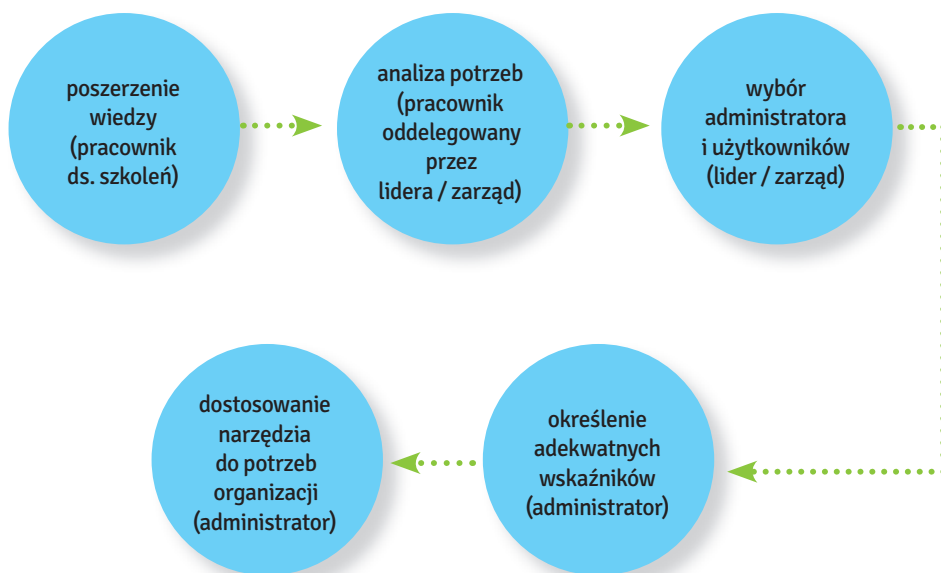 poszerzenie
wiedzy
(pracownik
ds. szkoleń)
analiza potrzeb
(pracownik
oddelegowany
przez
lidera / zarząd)
wybór
administratora
i użytkowników
(lider / zarząd)
określenie
adekwatnych
wskaźników
(administrator)
dostosowanie
narzędzia
do potrzeb
organizacji
(administrator)